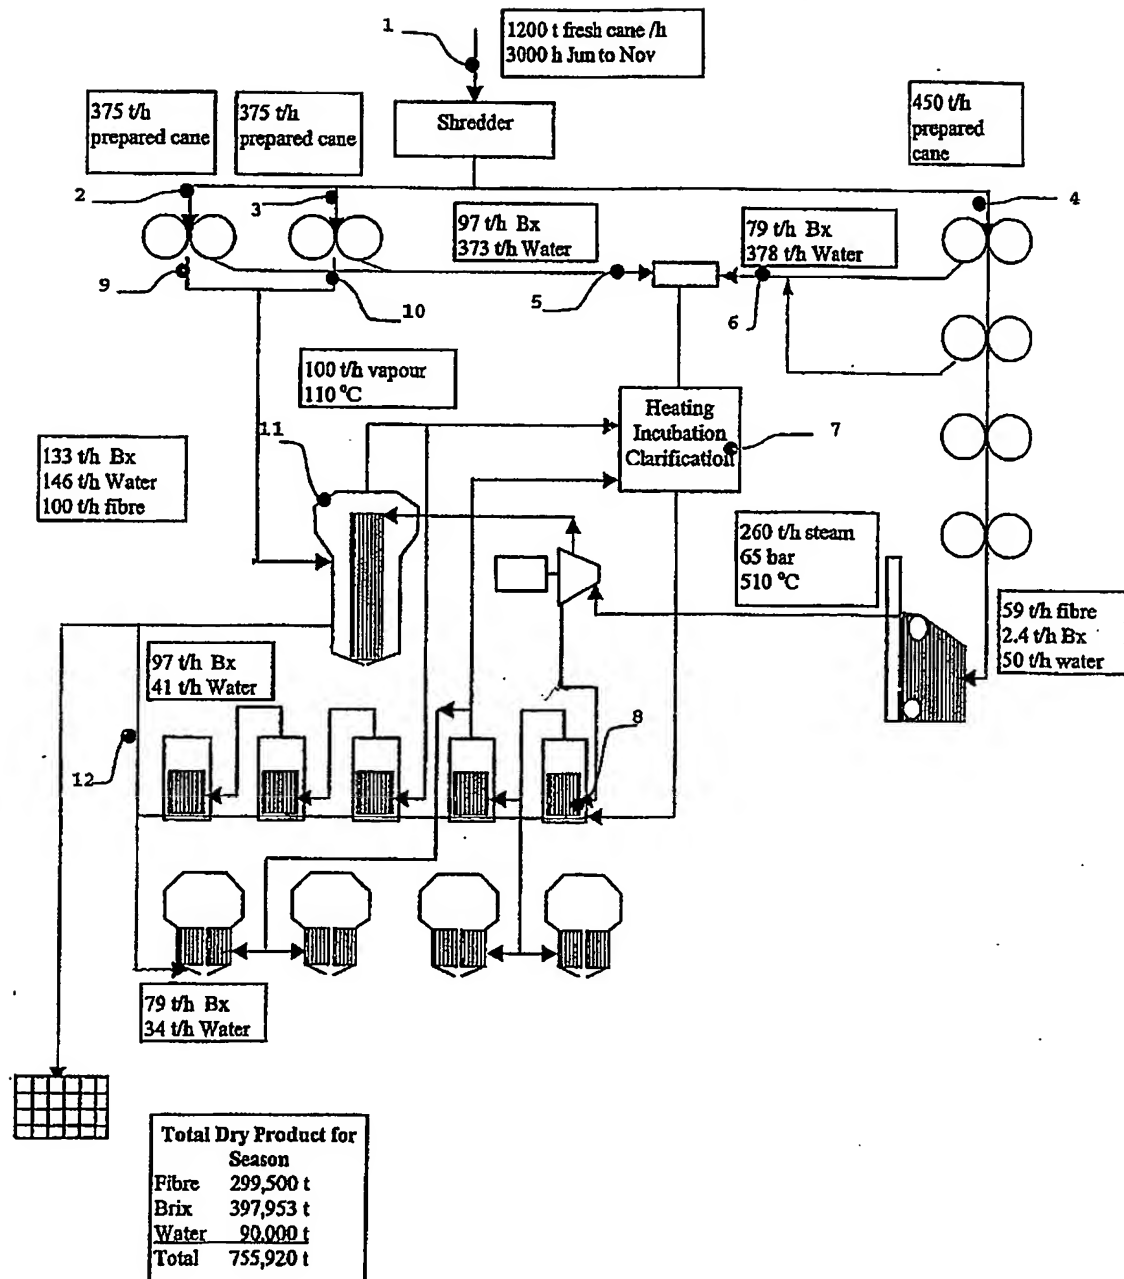 1
1200 t fresh cane /h
3000 h Jun to Nov
375 t/h
prepared cane
375 t/h
prepared cane
Shredder
450 t/h
prepared
cane
2
3
4
97 t/h Bx
373 t/h Water
79 t/h Bx
378 t/h Water
9
10
5
6
100 t/h vapour
110 °C
11
Heating
Incubation
Clarification
7
133 t/h Bx
146 t/h Water
100 t/h fibre
260 t/h steam
65 bar
510 °C
59 t/h fibre
2.4 t/h Bx
50 t/h water
97 t/h Bx
41 t/h Water
8
12
79 t/h Bx
34 t/h Water
Total Dry Product for
Season
Fibre 299,500 t
Brix 397,953 t
Water 90,000 t
Total 755,920 t